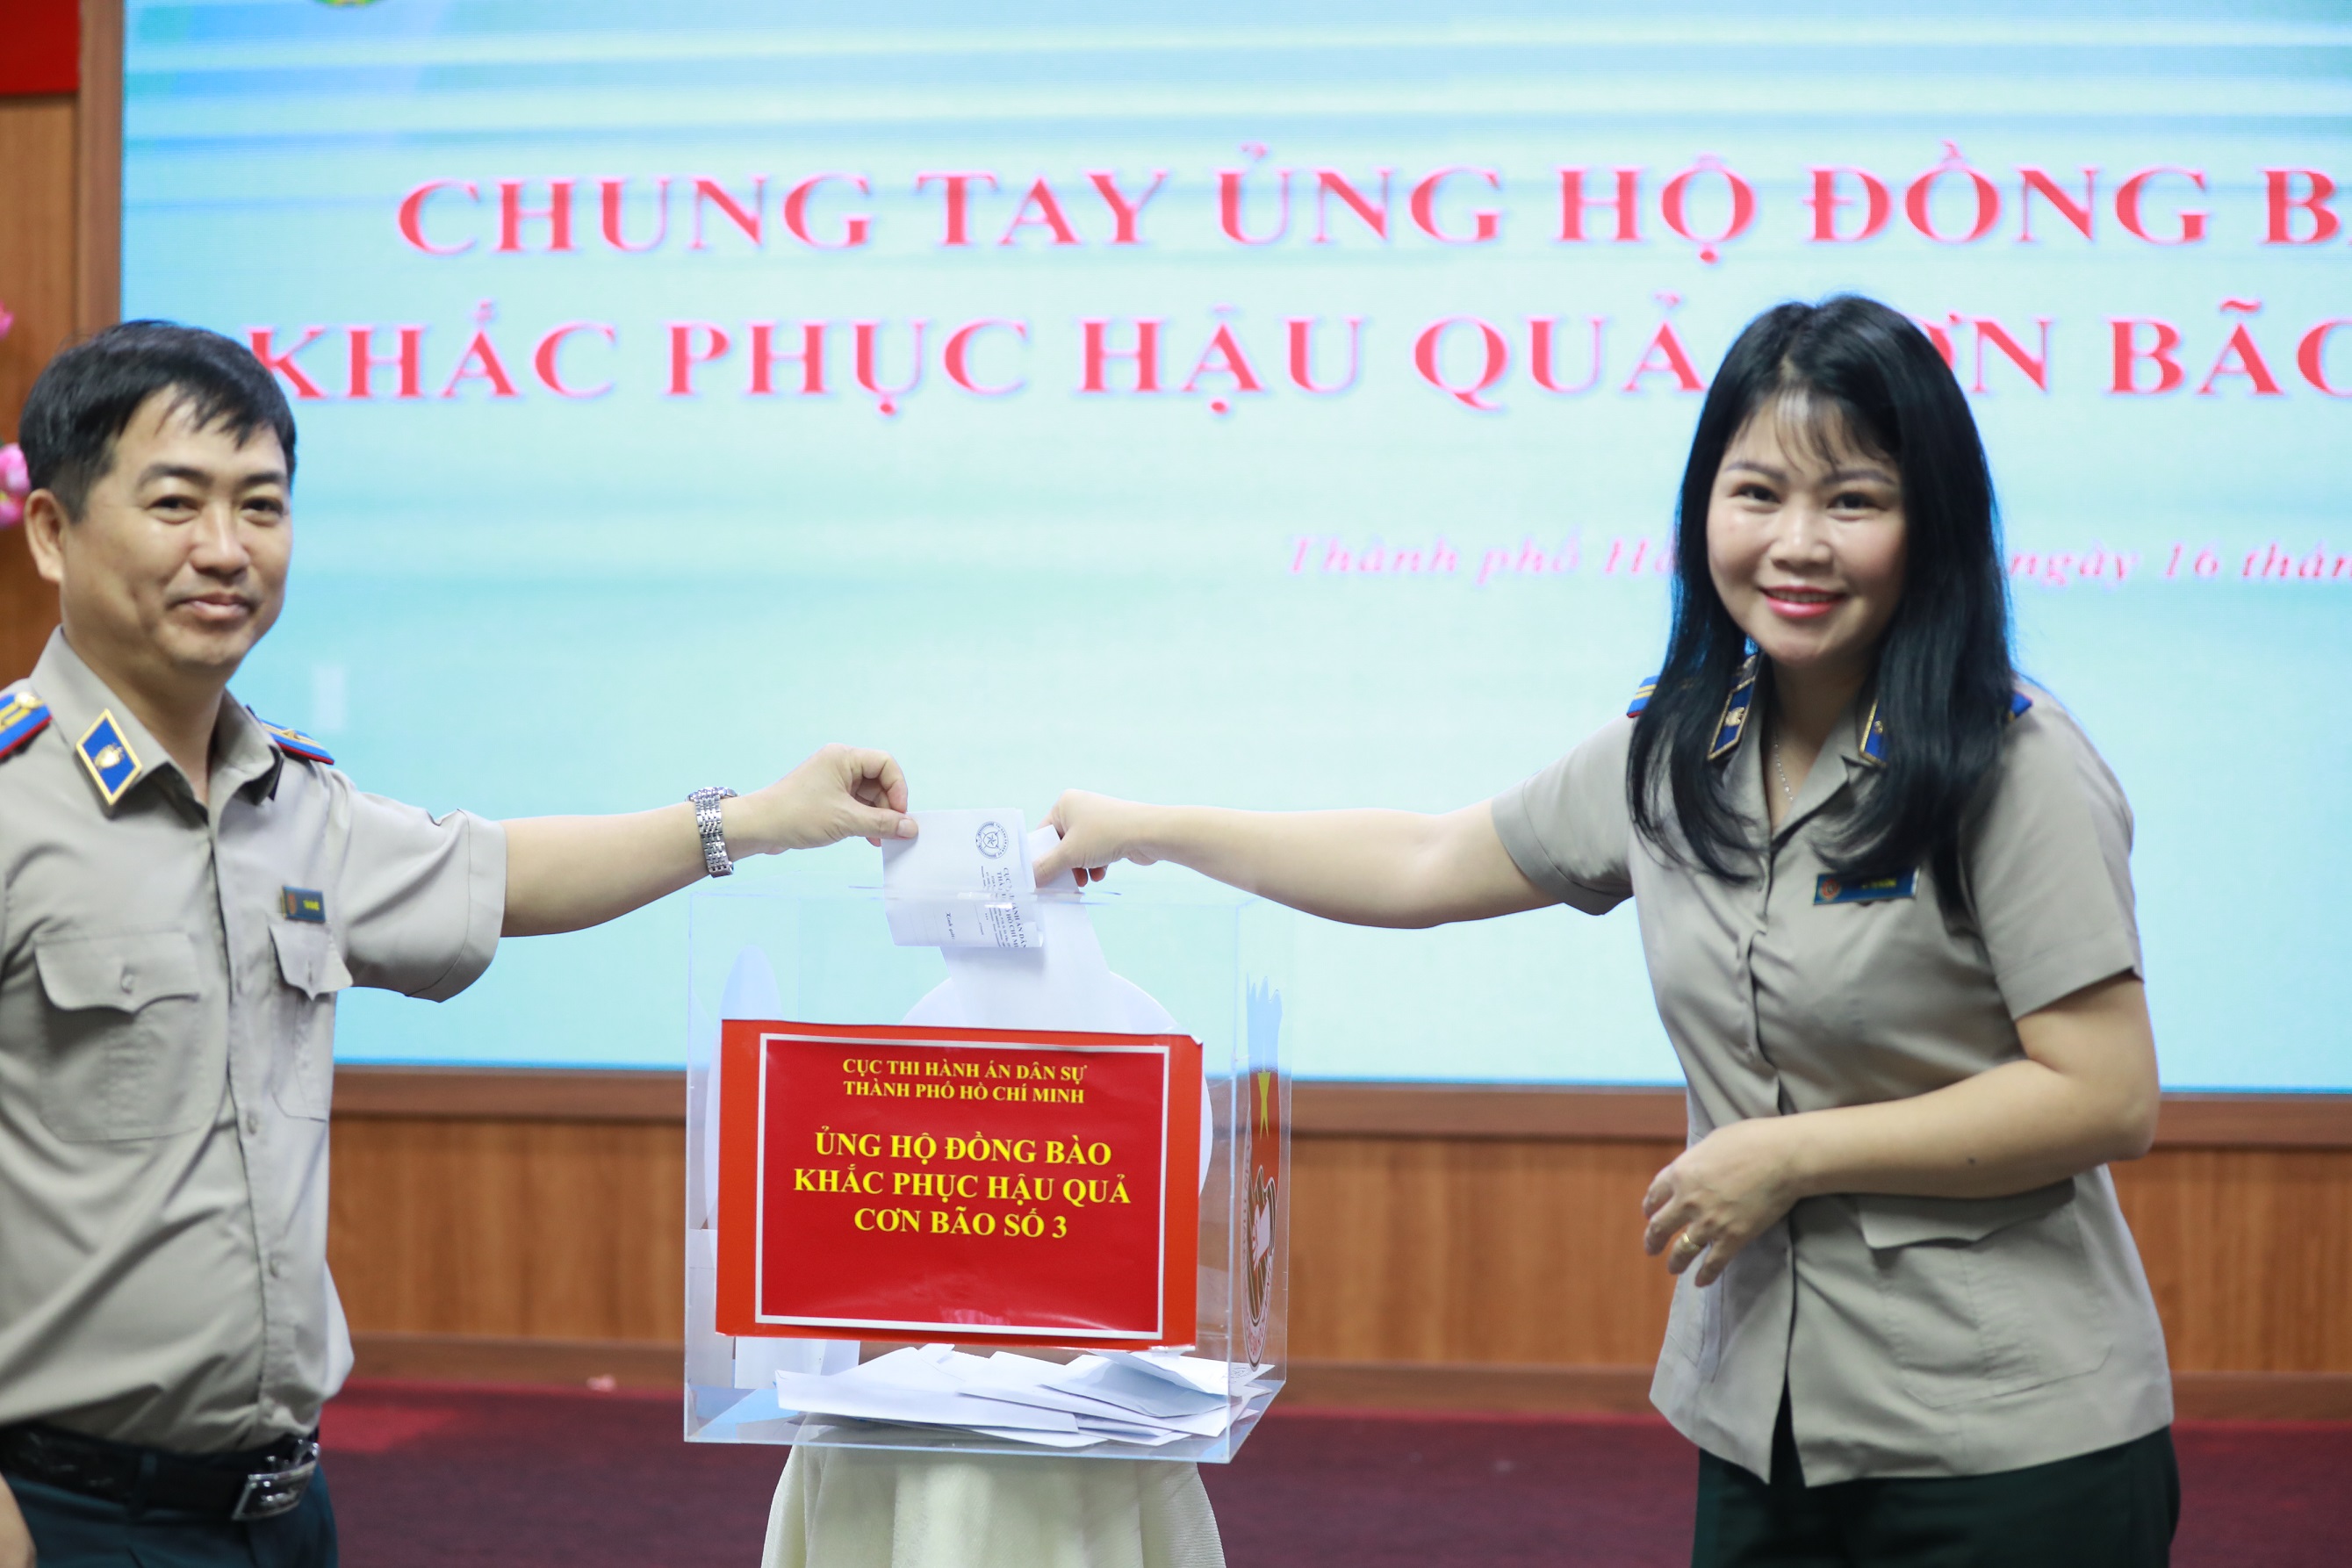 CHUNG TAY ỦNG HỘ ĐỒNG B
KHẮC PHỤC HẬU QUẢ CƠN BÃO
Thành phố Hồ ngày 16 thán
CỤC THI HÀNH ÁN DÂN SỰ
THÀNH PHỐ HỒ CHÍ MINH
ỦNG HỘ ĐỒNG BÀO
KHẮC PHỤC HẬU QUẢ
CƠN BÃO SỐ 3